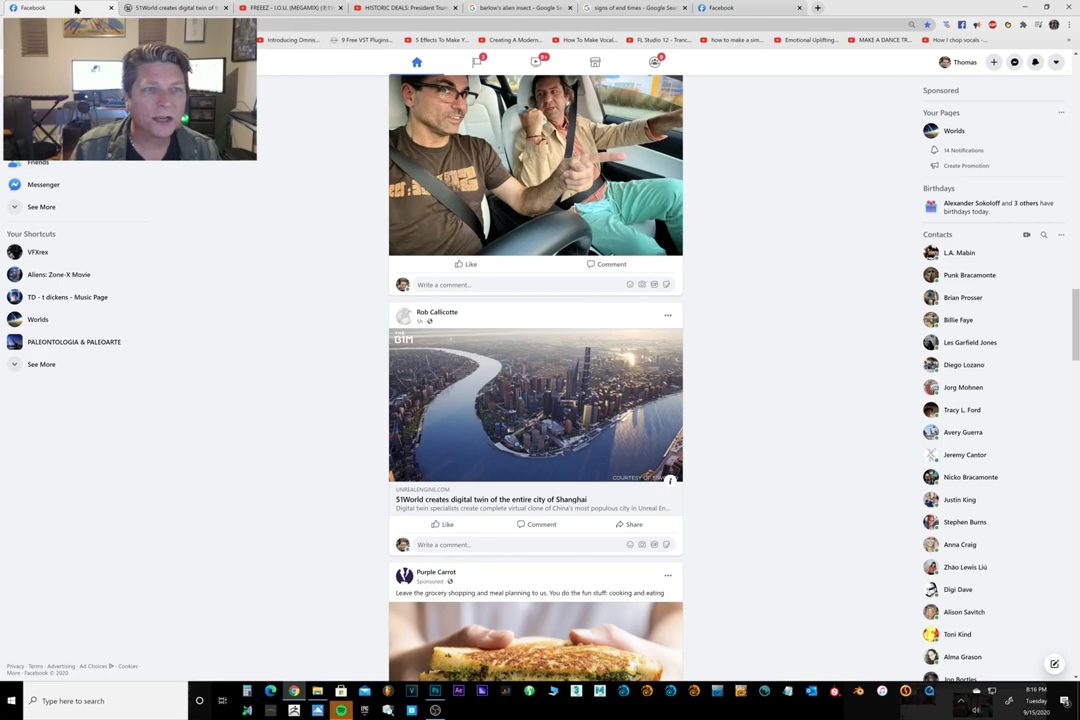 Facebook
51World creates digital twin of th
FREEEZ - I.O.U. (MEGAMIX) (
HISTORIC DEALS: President Trum
barlow's alien insect - Google Se
signs of end times - Google Sea
Facebook
Introducing Omnis...
9 Free VST Plugins...
5 Effects To Make Y...
Creating A Modern...
How To Make Vocal...
FL Studio 12 - Tranc...
how to make a sim...
Emotional Uplifting...
MAKE A DANCE TR...
How I chop vocals -...
Thomas
Friends
Messenger
See More
Your Shortcuts
VFXrex
Aliens: Zone-X Movie
TD - t dickens - Music Page
Worlds
PALEONTOLOGIA & PALEOARTE
See More
Privacy · Terms · Advertising · Ad Choices · Cookies ·
More · Facebook © 2020
Like
Comment
Write a comment...
Rob Callicotte
5h ·
COURTESY OF
UNREALENGINE.COM
51World creates digital twin of the entire city of Shanghai
Digital twin specialists create complete virtual clone of China's most populous city in Unreal En...
Like
Comment
Share
Write a comment...
Purple Carrot
Sponsored ·
Leave the grocery shopping and meal planning to us. You do the fun stuff: cooking and eating
Sponsored
Your Pages
Worlds
14 Notifications
Create Promotion
Birthdays
Alexander Sokoloff and 3 others have
birthdays today.
Contacts
L.A. Mabin
Punk Bracamonte
Brian Prosser
Billie Faye
Les Garfield Jones
Diego Lozano
Jorg Mohnen
Tracy L. Ford
Avery Guerra
Jeremy Cantor
Nicko Bracamonte
Justin King
Stephen Burns
Anna Craig
Zhào Lewis Liú
Digi Dave
Alison Savitch
Toni Kind
Alma Grason
Jon Bortles
Type here to search
8:16 PM
Tuesday
9/15/2020